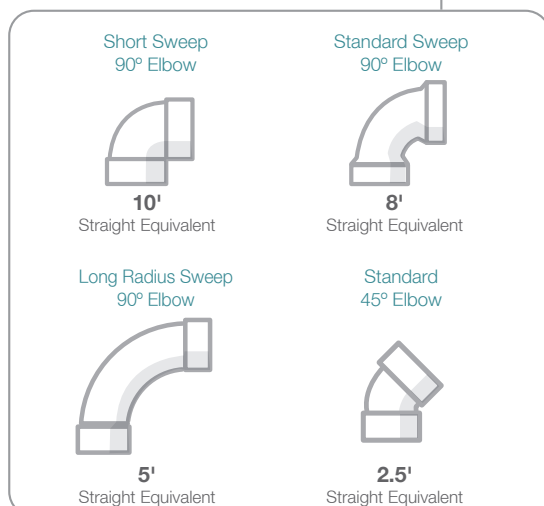 Short Sweep
90º Elbow
10'
Straight Equivalent
Standard Sweep
90º Elbow
8'
Straight Equivalent
Long Radius Sweep
90º Elbow
5'
Straight Equivalent
Standard
45º Elbow
2.5'
Straight Equivalent